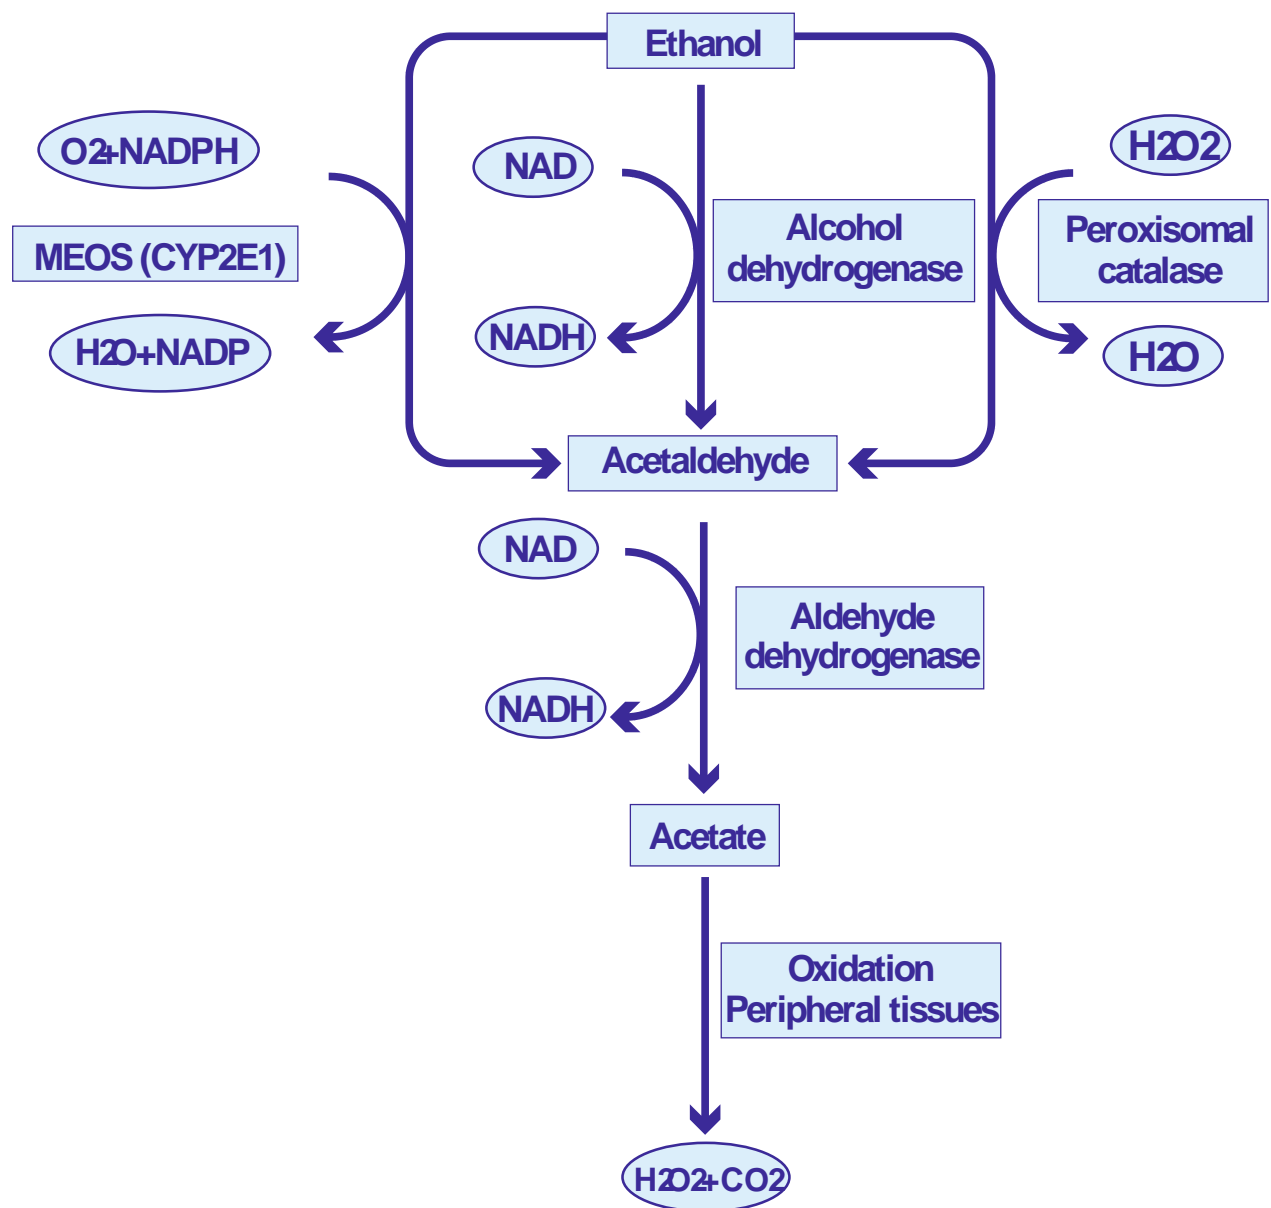 Ethanol
O2+NADPH
NAD
H2O2
MEOS (CYP2E1)
Alcohol
dehydrogenase
Peroxisomal
catalase
H2O+NADP
NADH
H2O
Acetaldehyde
NAD
Aldehyde
dehydrogenase
NADH
Acetate
Oxidation
Peripheral tissues
H2O2+CO2